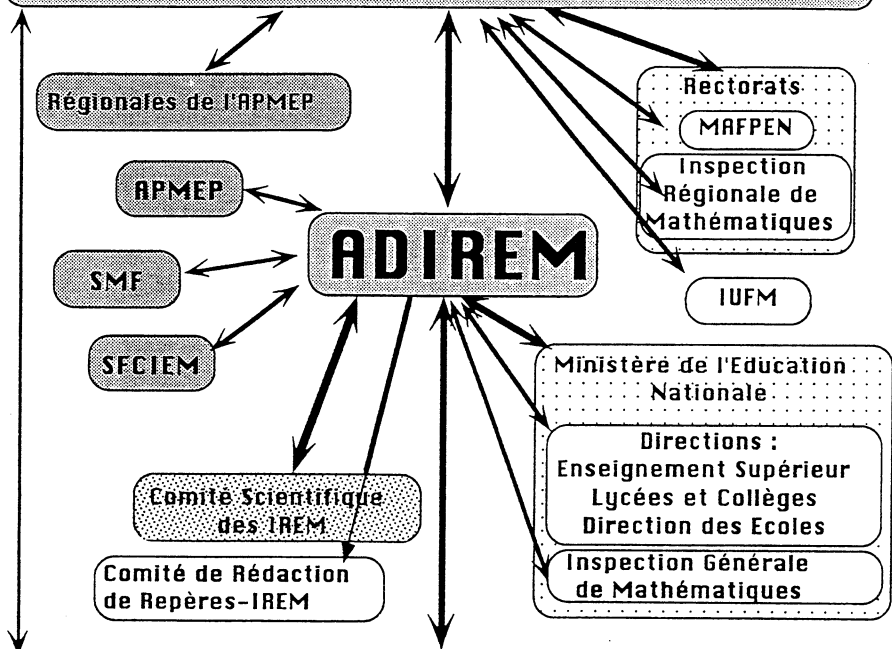 Régionales de l'APMEP
Rectorats
MAFPEN
Inspection
Régionale de
Mathématiques
APMEP
ADIREM
SMF
IUFM
SFCIEM
Ministère de l'Education
Nationale
Directions :
Enseignement Supérieur
Lycées et Collèges
Direction des Ecoles
Comité Scientifique
des IREM
Inspection Générale
de Mathématiques
Comité de Rédaction
de Repères-IREM